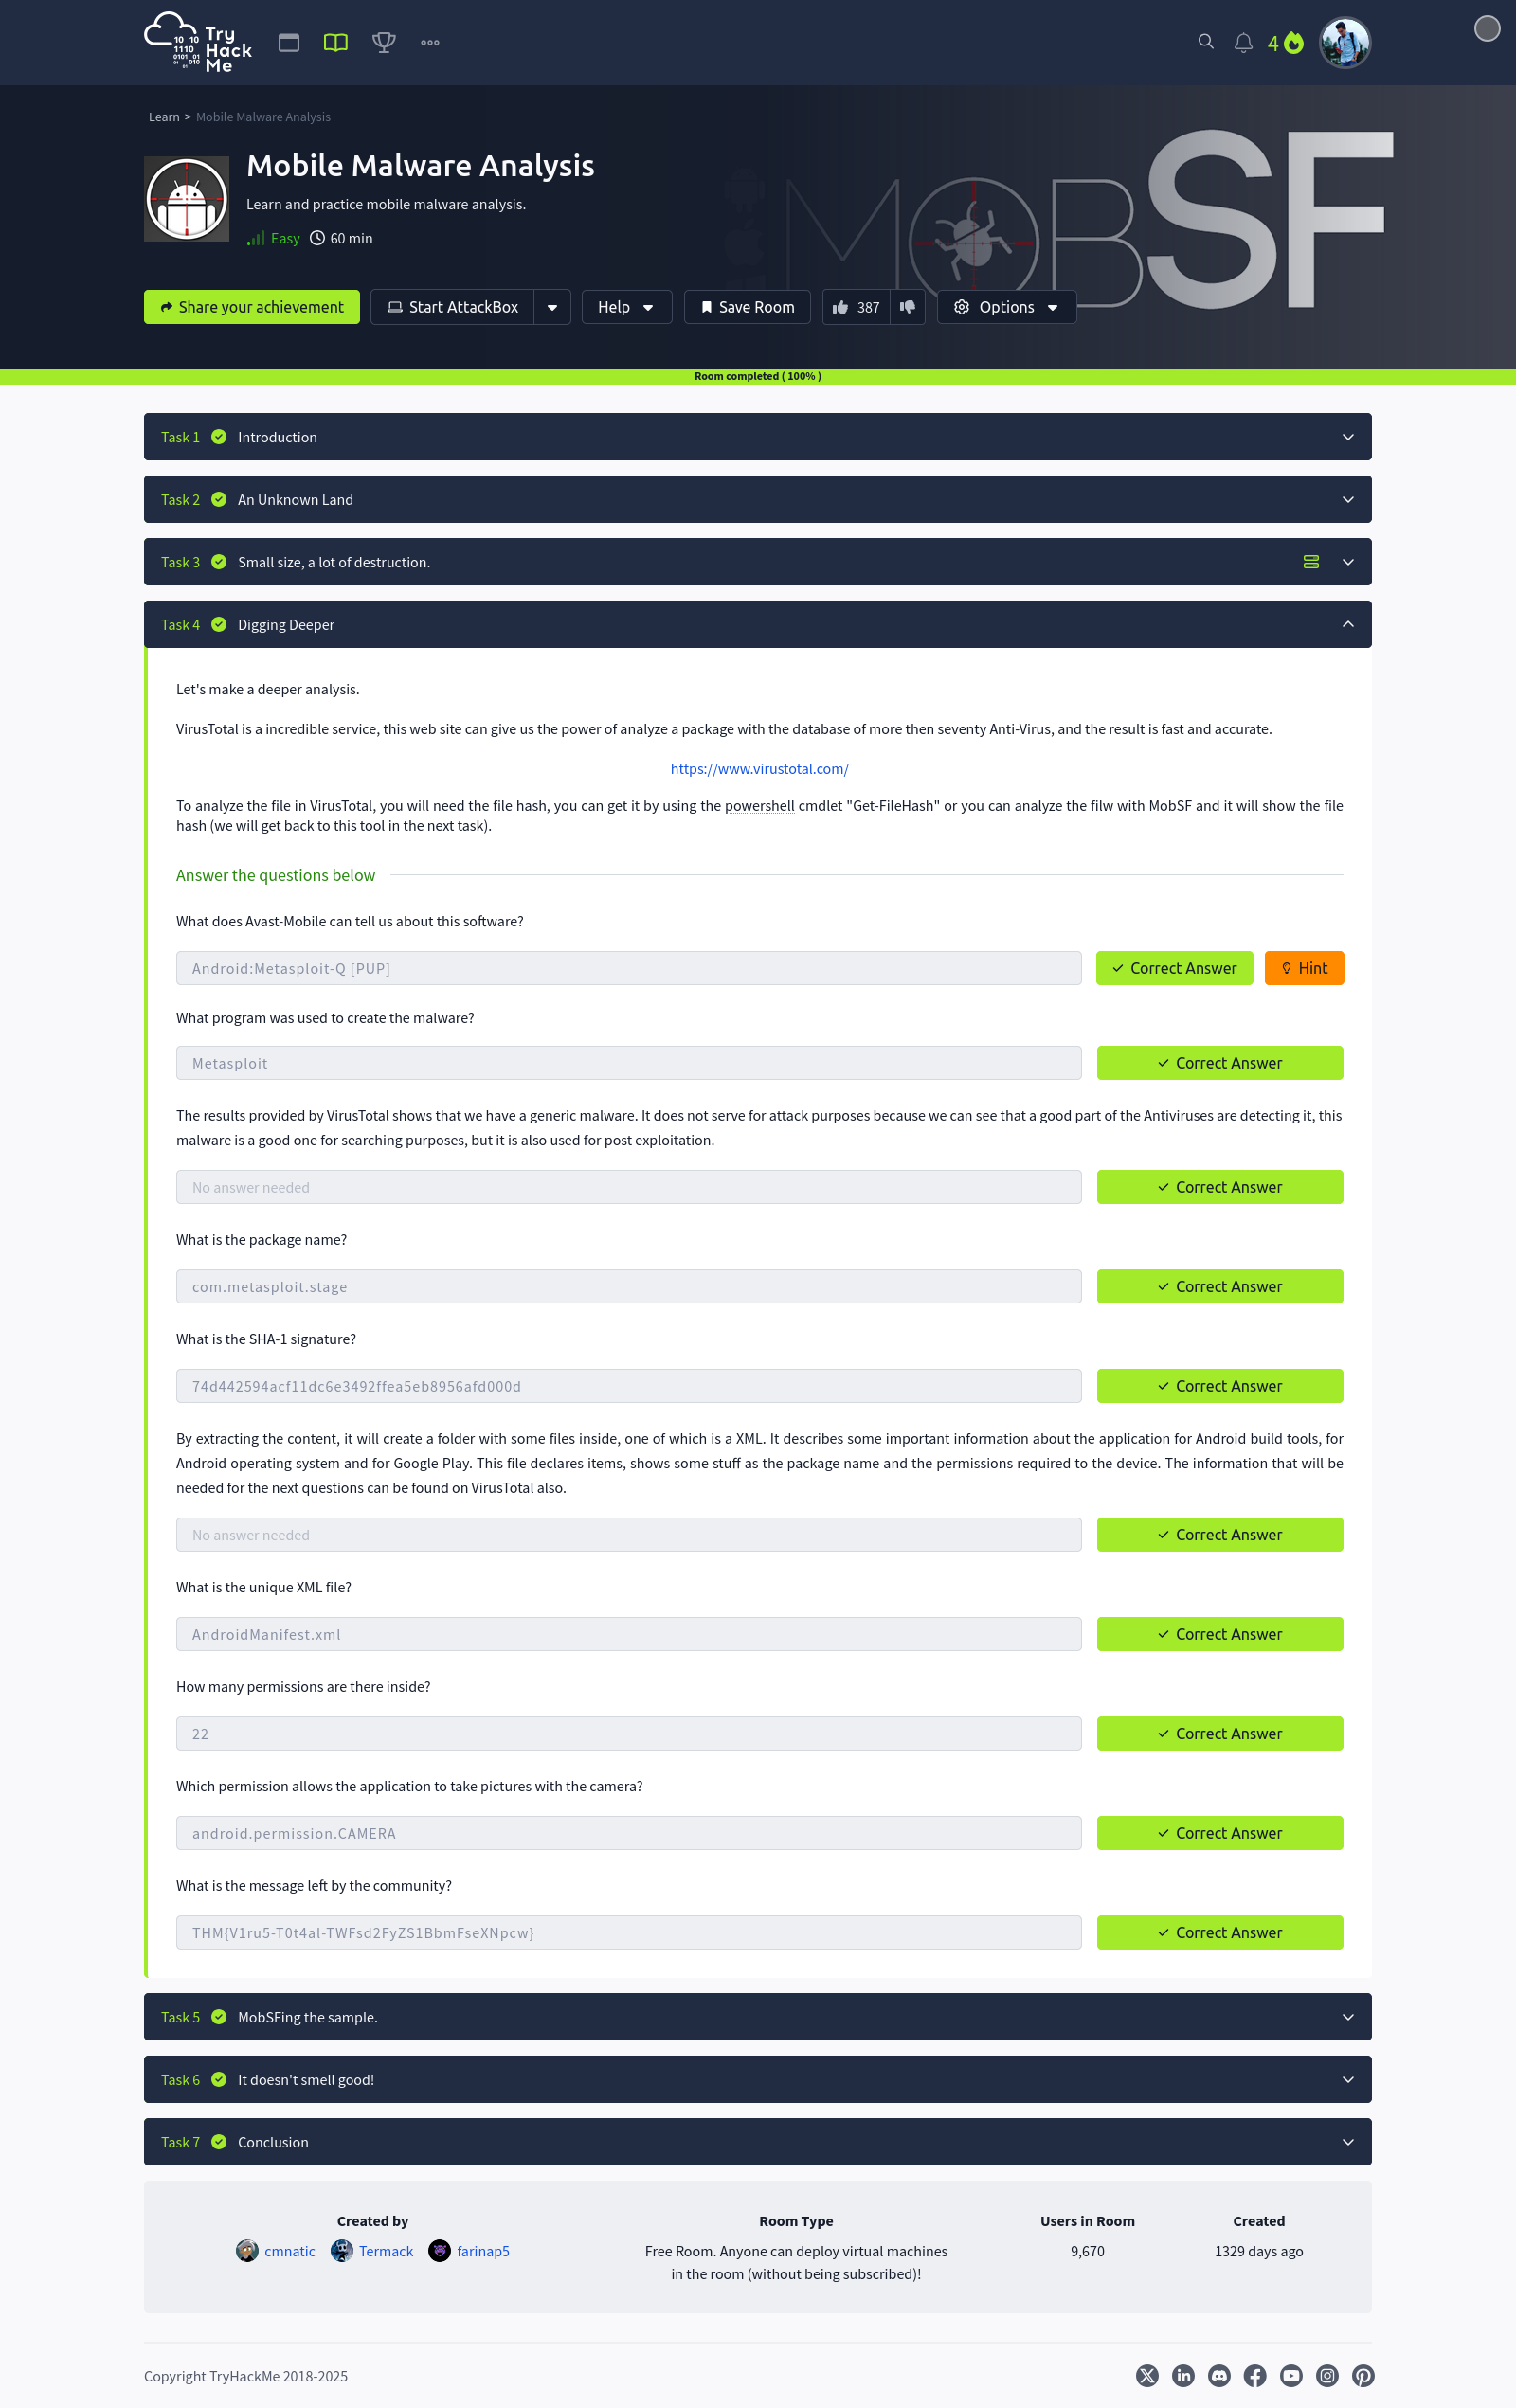 Try
Hack
Me
10 10
1110
0101 01
4
Learn > Mobile Malware Analysis
Mobile Malware Analysis
Learn and practice mobile malware analysis.
Easy 60 min
MOBSF
Share your achievement Start AttackBox Help Save Room 387 Options
Room completed ( 100% )
Task 1 Introduction
Task 2 An Unknown Land
Task 3 Small size, a lot of destruction.
Task 4 Digging Deeper
Let's make a deeper analysis.
VirusTotal is a incredible service, this web site can give us the power of analyze a package with the database of more then seventy Anti-Virus, and the result is fast and accurate.
https://www.virustotal.com/
To analyze the file in VirusTotal, you will need the file hash, you can get it by using the powershell cmdlet "Get-FileHash" or you can analyze the filw with MobSF and it will show the file
hash (we will get back to this tool in the next task).
Answer the questions below
What does Avast-Mobile can tell us about this software?
Android:Metasploit-Q [PUP] Correct Answer Hint
What program was used to create the malware?
Metasploit Correct Answer
The results provided by VirusTotal shows that we have a generic malware. It does not serve for attack purposes because we can see that a good part of the Antiviruses are detecting it, this
malware is a good one for searching purposes, but it is also used for post exploitation.
No answer needed Correct Answer
What is the package name?
com.metasploit.stage Correct Answer
What is the SHA-1 signature?
74d442594acf11dc6e3492ffea5eb8956afd000d Correct Answer
By extracting the content, it will create a folder with some files inside, one of which is a XML. It describes some important information about the application for Android build tools, for
Android operating system and for Google Play. This file declares items, shows some stuff as the package name and the permissions required to the device. The information that will be
needed for the next questions can be found on VirusTotal also.
No answer needed Correct Answer
What is the unique XML file?
AndroidManifest.xml Correct Answer
How many permissions are there inside?
22 Correct Answer
Which permission allows the application to take pictures with the camera?
android.permission.CAMERA Correct Answer
What is the message left by the community?
THM{V1ru5-T0t4al-TWFsd2FyZS1BbmFseXNpcw} Correct Answer
Task 5 MobSFing the sample.
Task 6 It doesn't smell good!
Task 7 Conclusion
Created by Room Type Users in Room Created
cmnatic Termack farinap5 Free Room. Anyone can deploy virtual machines 9,670 1329 days ago
in the room (without being subscribed)!
Copyright TryHackMe 2018-2025